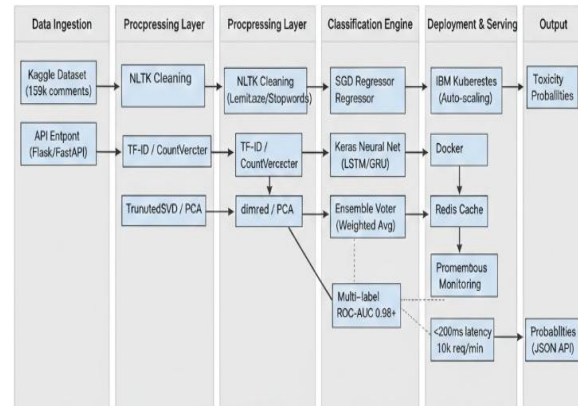 Data Ingestion
Procpressing Layer
Procpressing Layer
Classification Engine
Deployment & Serving
Output
Kaggle Dataset
(159k comments)
NLTK Cleaning
NLTK Cleaning
(Lemitaze/Stopwords)
SGD Regressor
Regressor
IBM Kuberestes
(Auto-scaling)
Toxicity
Probalities
API Entpont
(Flask/FastAPI)
TF-ID / CountVercter
TF-ID /
CountVercecter
Keras Neural Net
(LSTM/GRU)
Docker
TrunutedSVD / PCA
dimred / PCA
Ensemble Voter
(Weighted Avg)
Redis Cache
Promembous
Monitoring
Multi-label
ROC-AUC 0.98+
<200ms latency
10k req/min
Probablities
(JSON API)